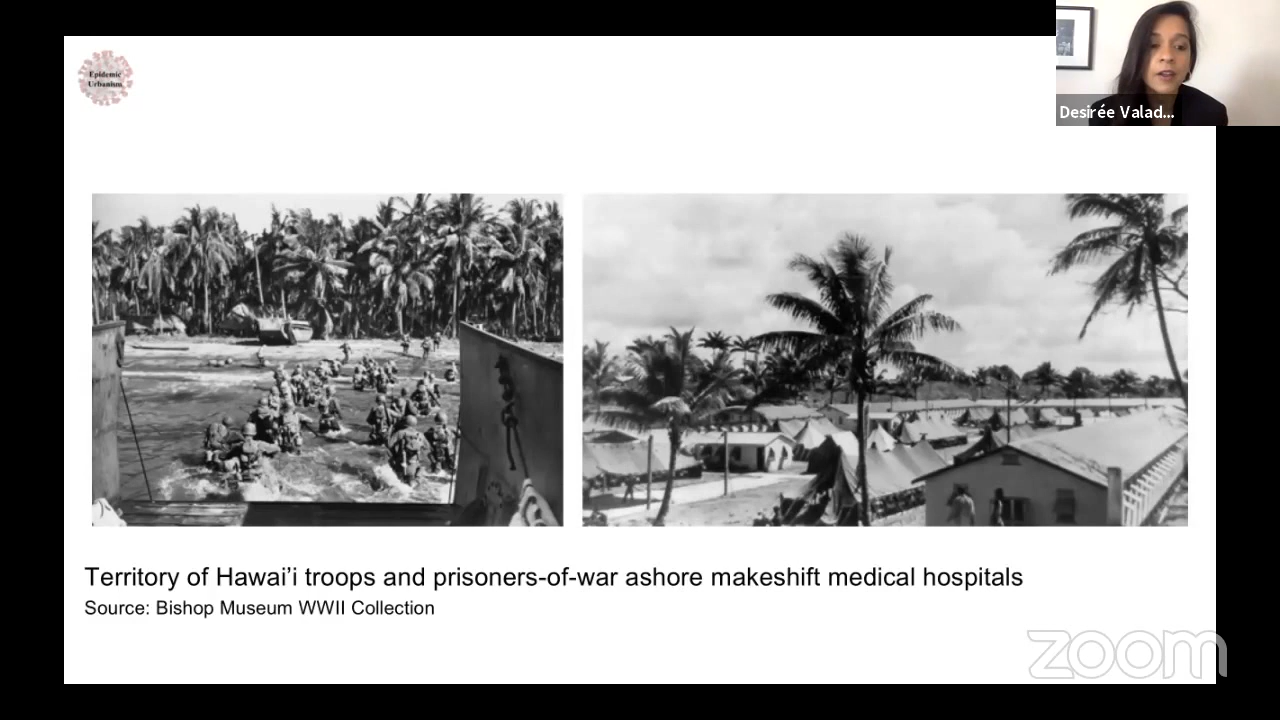 Epidemic
Urbanism
Desirée Valad...
Territory of Hawai’i troops and prisoners-of-war ashore makeshift medical hospitals
Source: Bishop Museum WWII Collection
zoom